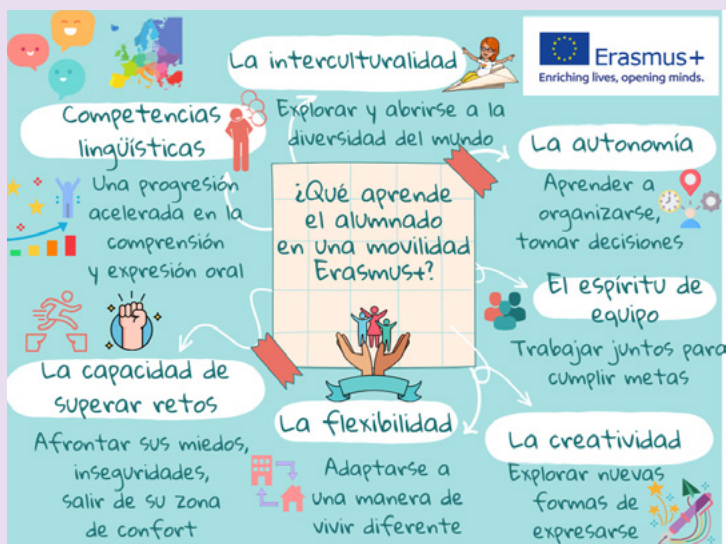 La interculturalidad
Explorar y abrirse a la
diversidad del mundo
Erasmus+
Enriching lives, opening minds.
Competencias
lingüísticas
Una progresión
acelerada en la
comprensión
y expresión oral
¿Qué aprende
el alumnado
en una movilidad
Erasmus+?
La autonomía
Aprender a
organizarse,
tomar decisiones
El espíritu de
equipo
Trabajar juntos para
cumplir metas
La capacidad de
superar retos
Afrontar sus miedos,
inseguridades,
salir de su zona
de confort
La flexibilidad
Adaptarse a
una manera de
vivir diferente
La creatividad
Explorar nuevas
formas de
expresarse